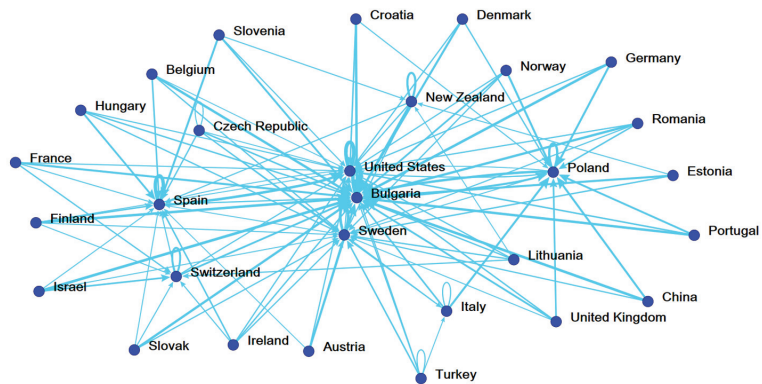 Croatia
Denmark
Slovenia
Norway
Germany
Belgium
New Zealand
Hungary
Czech Republic
Romania
France
United States
Poland
Estonia
Spain
Bulgaria
Finland
Sweden
Portugal
Switzerland
Lithuania
Israel
Italy
China
United Kingdom
Slovak
Ireland
Austria
Turkey